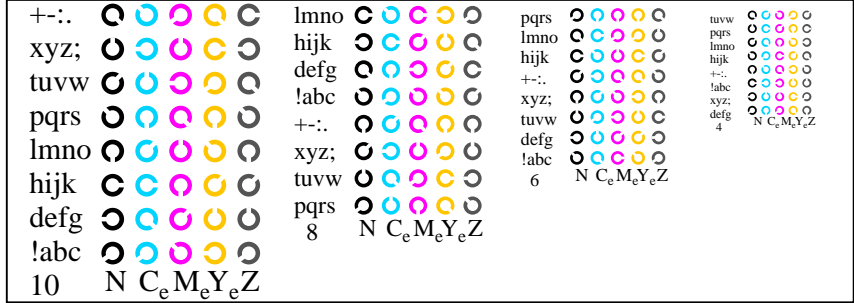 +-:.
xyz;
tuvw
pqrs
lmno
hijk
defg
!abc
10 N CₑMₑYₑZ
lmno
hijk
defg
!abc
+-:.
xyz;
tuvw
pqrs
8 N CₑMₑYₑZ
pqrs
lmno
hijk
+-:.
xyz;
tuvw
defg
!abc
6 N CₑMₑYₑZ
tuvw
pqrs
lmno
hijk
+-:.
!abc
xyz;
defg
4 N CₑMₑYₑZ